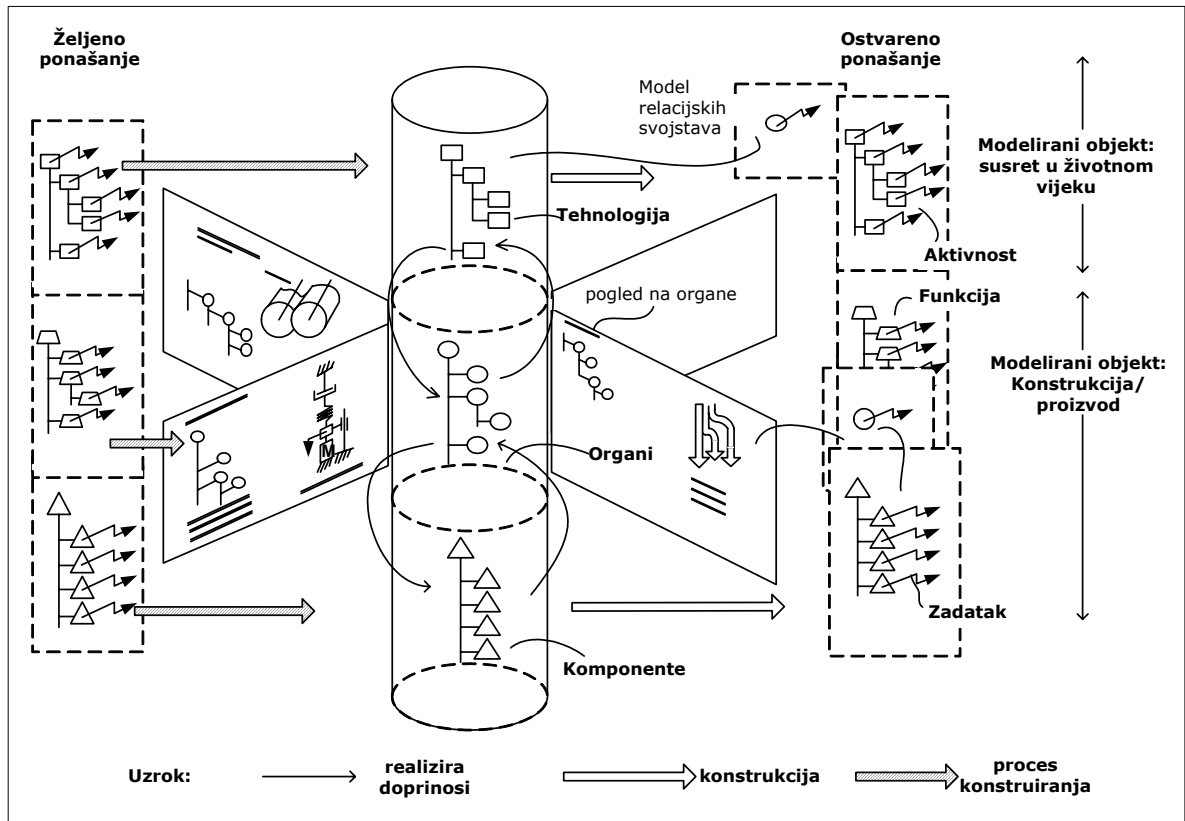 Željeno
ponašanje
Ostvareno
ponašanje
Model
relacijskih
svojstava
Modelirani objekt:
susret u životnom
vijeku
Tehnologija
Aktivnost
pogled na organe
Funkcija
Modelirani objekt:
Konstrukcija/
proizvod
M
Organi
Zadatak
Komponente
Uzrok:
realizira
doprinosi
konstrukcija
proces
konstruiranja